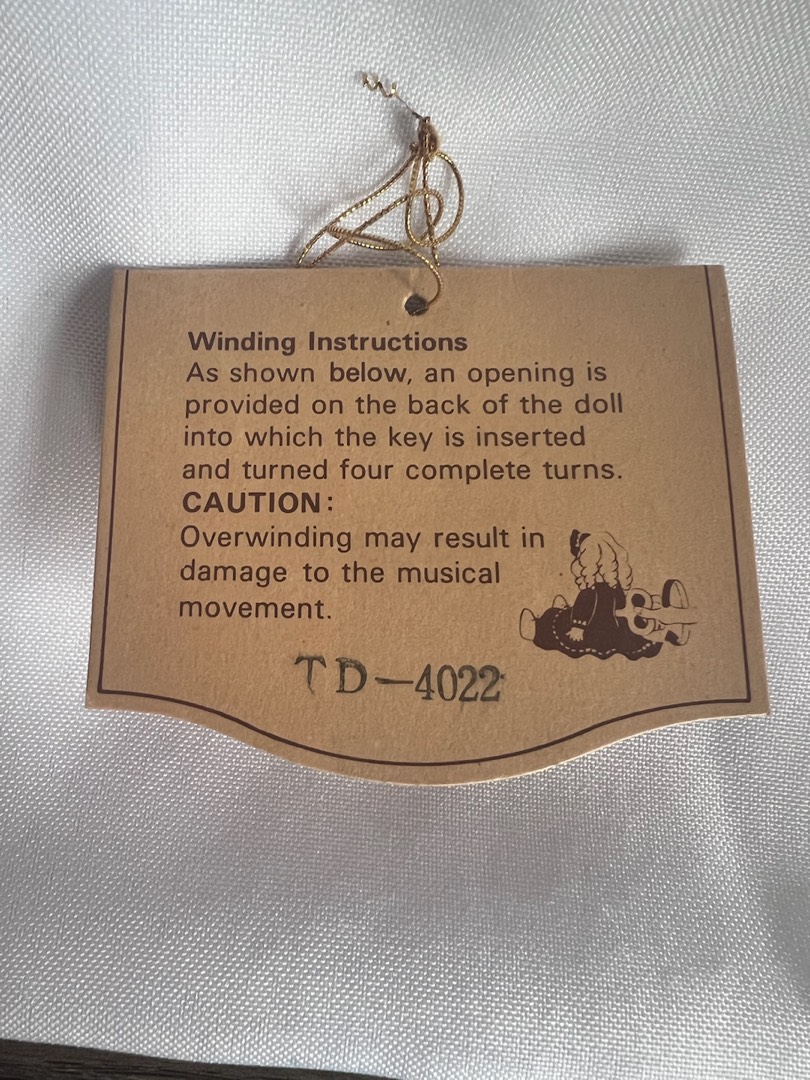 Winding Instructions
As shown below, an opening is
provided on the back of the doll
into which the key is inserted
and turned four complete turns.
CAUTION:
Overwinding may result in
damage to the musical
movement.
TD-4022